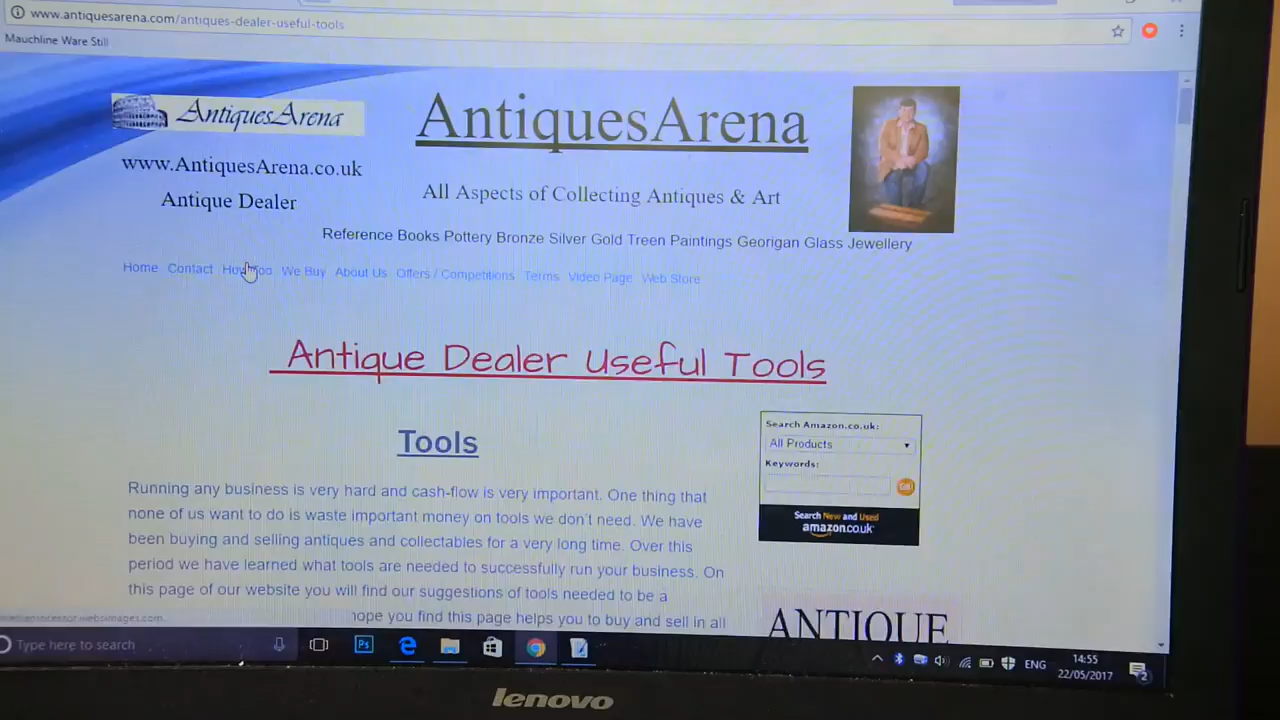 www.antiquesarena.com/antiques-dealer-useful-tools
Mauchline Ware Still
AntiquesArena
AntiquesArena
www.AntiquesArena.co.uk
Antique Dealer
All Aspects of Collecting Antiques & Art
Reference Books Pottery Bronze Silver Gold Treen Paintings Georigan Glass Jewellery
Home Contact We Buy About Us Offers / Competitions Terms Video Page Web Store
Antique Dealer Useful Tools
Tools
Search Amazon.co.uk:
All Products
Keywords:
Go!
Search New and Used
amazon.co.uk
Running any business is very hard and cash-flow is very important. One thing that
none of us want to do is waste important money on tools we don't need. We have
been buying and selling antiques and collectables for a very long time. Over this
period we have learned what tools are needed to successfully run your business. On
this page of our website you will find our suggestions of tools needed to be a
hope you find this page helps you to buy and sell in all
ANTIQUE
Type here to search
Ps
ENG
14:55
22/05/2017
2
lenovo